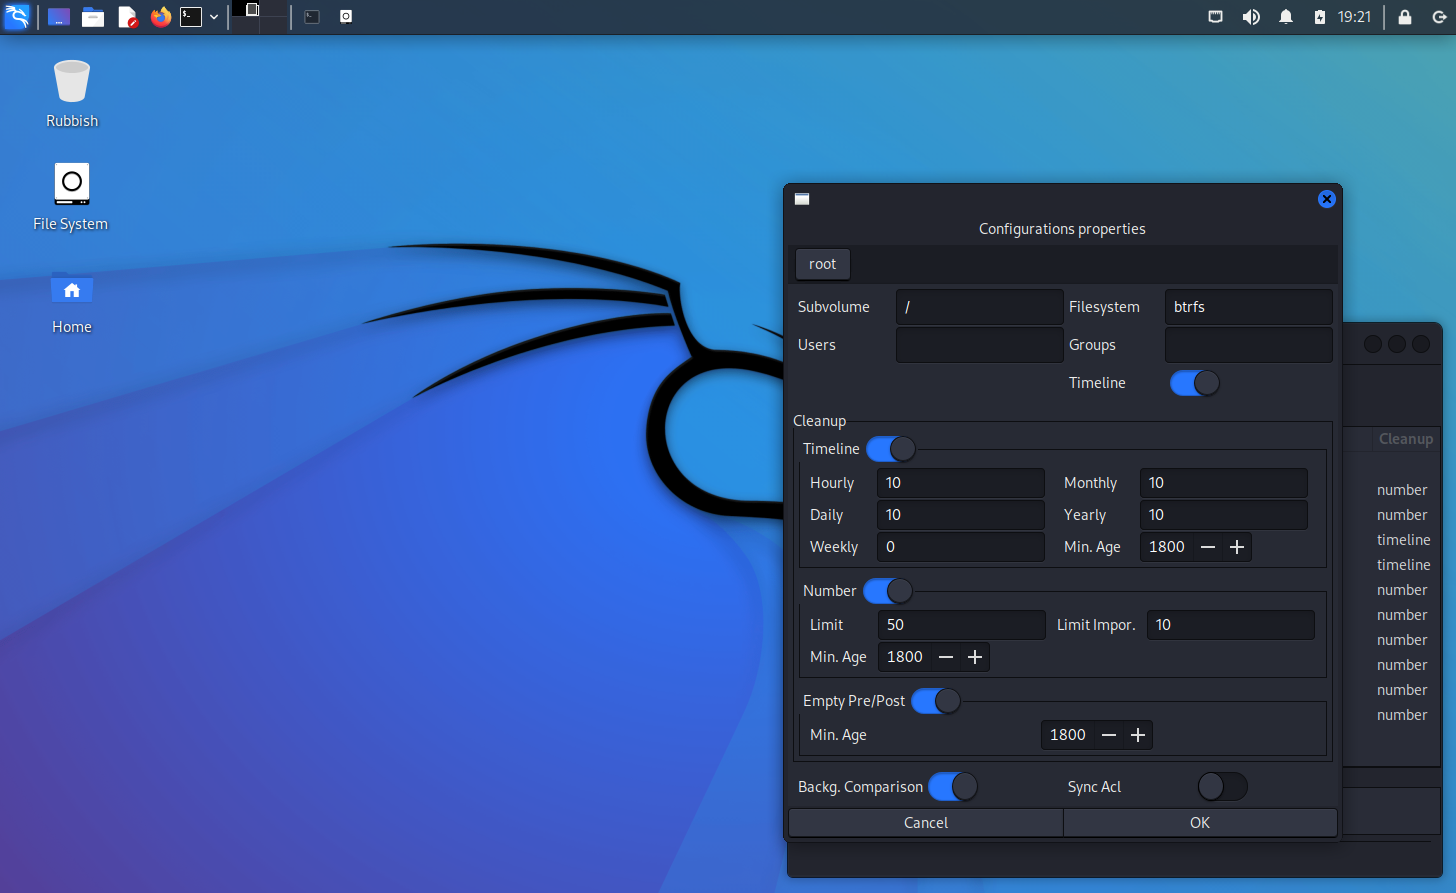 19:21
Rubbish
File System
Home
Configurations properties
root
Subvolume / Filesystem btrfs
Users Groups
Timeline
Cleanup
Timeline
Hourly 10 Monthly 10
Daily 10 Yearly 10
Weekly 0 Min. Age 1800
Number
Limit 50 Limit Impor. 10
Min. Age 1800
Empty Pre/Post
Min. Age 1800
Backg. Comparison Sync Acl
Cancel OK
Cleanup
number
number
timeline
timeline
number
number
number
number
number
number